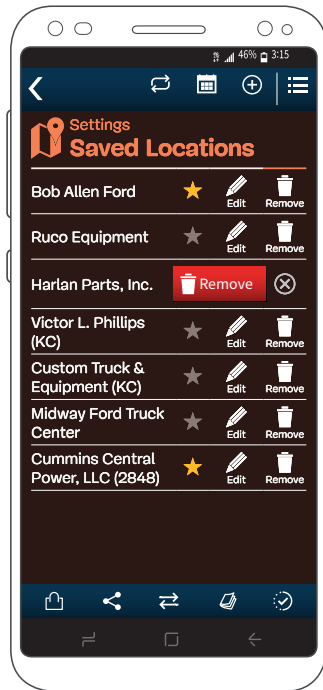 46% 3:15
Settings
Saved Locations
Bob Allen Ford
Edit Remove
Ruco Equipment
Edit Remove
Harlan Parts, Inc. Remove
Victor L. Phillips
(KC)
Edit Remove
Custom Truck &
Equipment (KC)
Edit Remove
Midway Ford Truck
Center
Edit Remove
Cummins Central
Power, LLC (2848)
Edit Remove